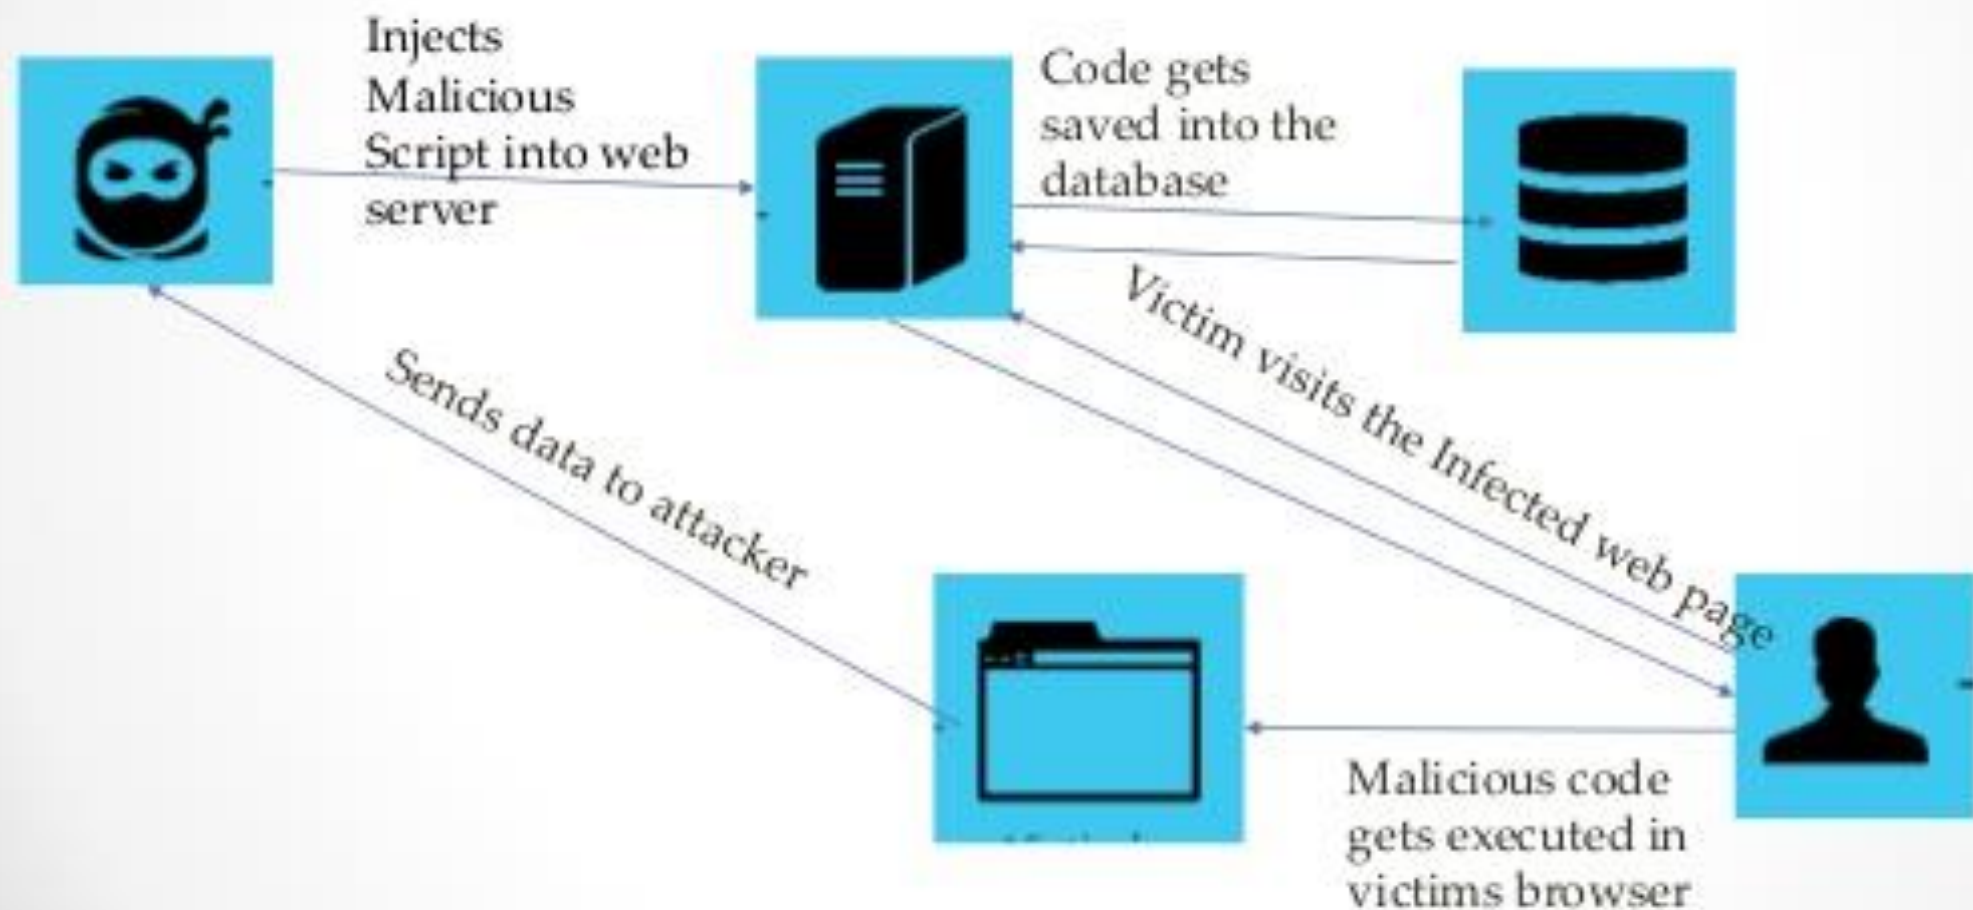 Injects
Malicious
Script into web
server
Code gets
saved into the
database
Victim visits the Infected web page
Sends data to attacker
Malicious code
gets executed in
victims browser